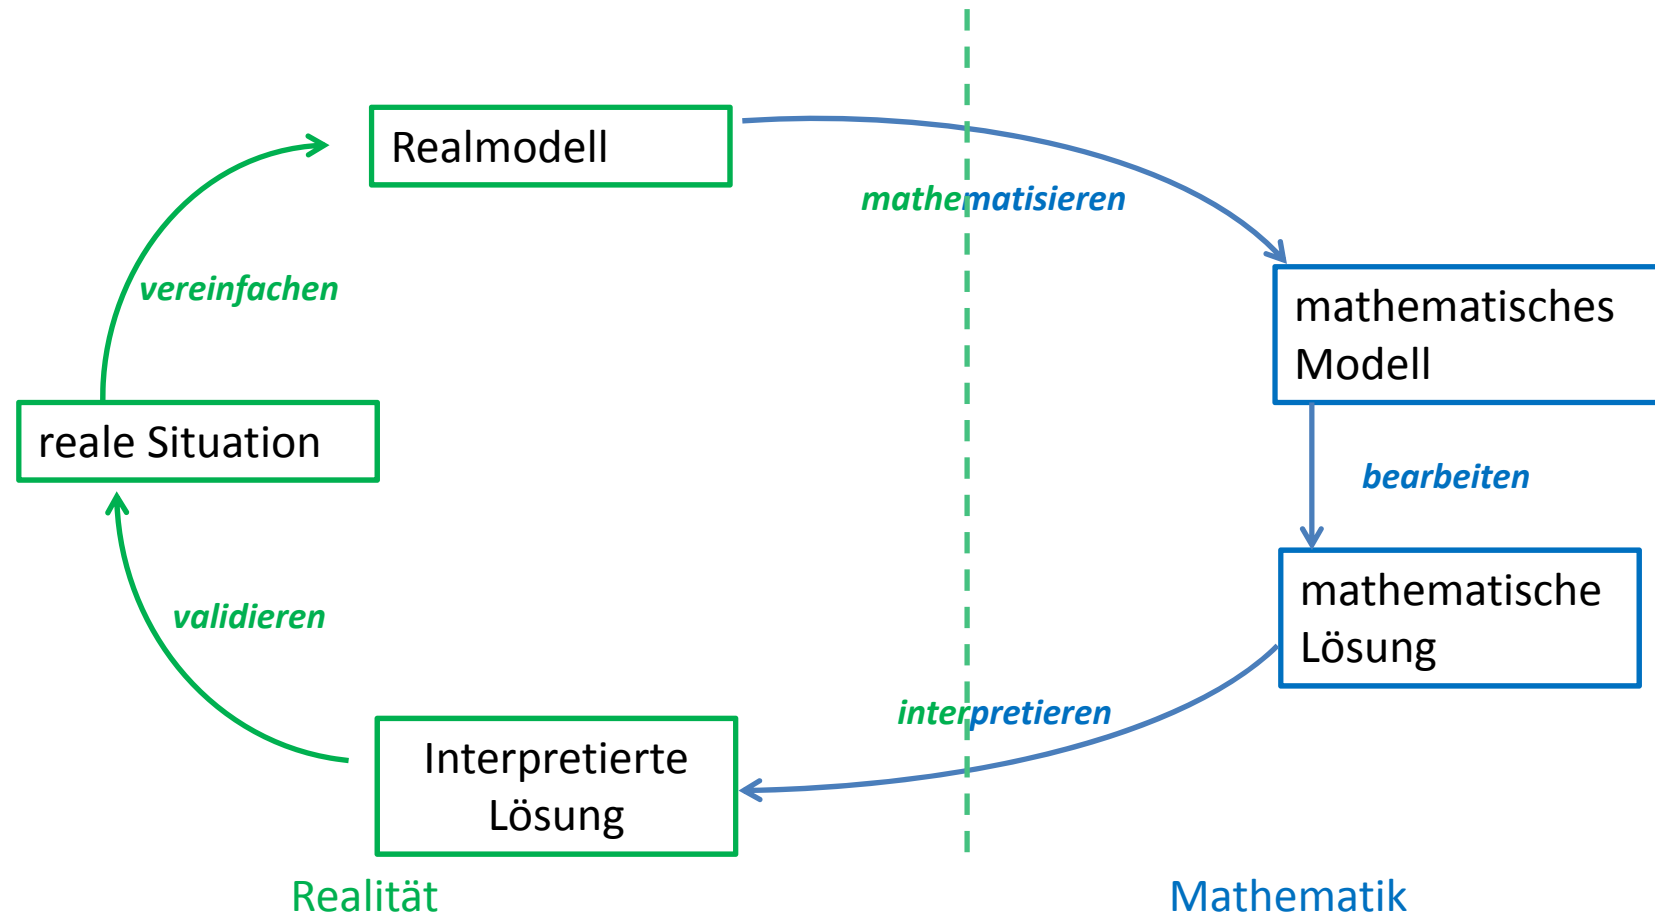 Realmodell
mathematisieren
vereinfachen
mathematisches
Modell
reale Situation
bearbeiten
mathematische
Lösung
validieren
interpretieren
Interpretierte
Lösung
Realität
Mathematik